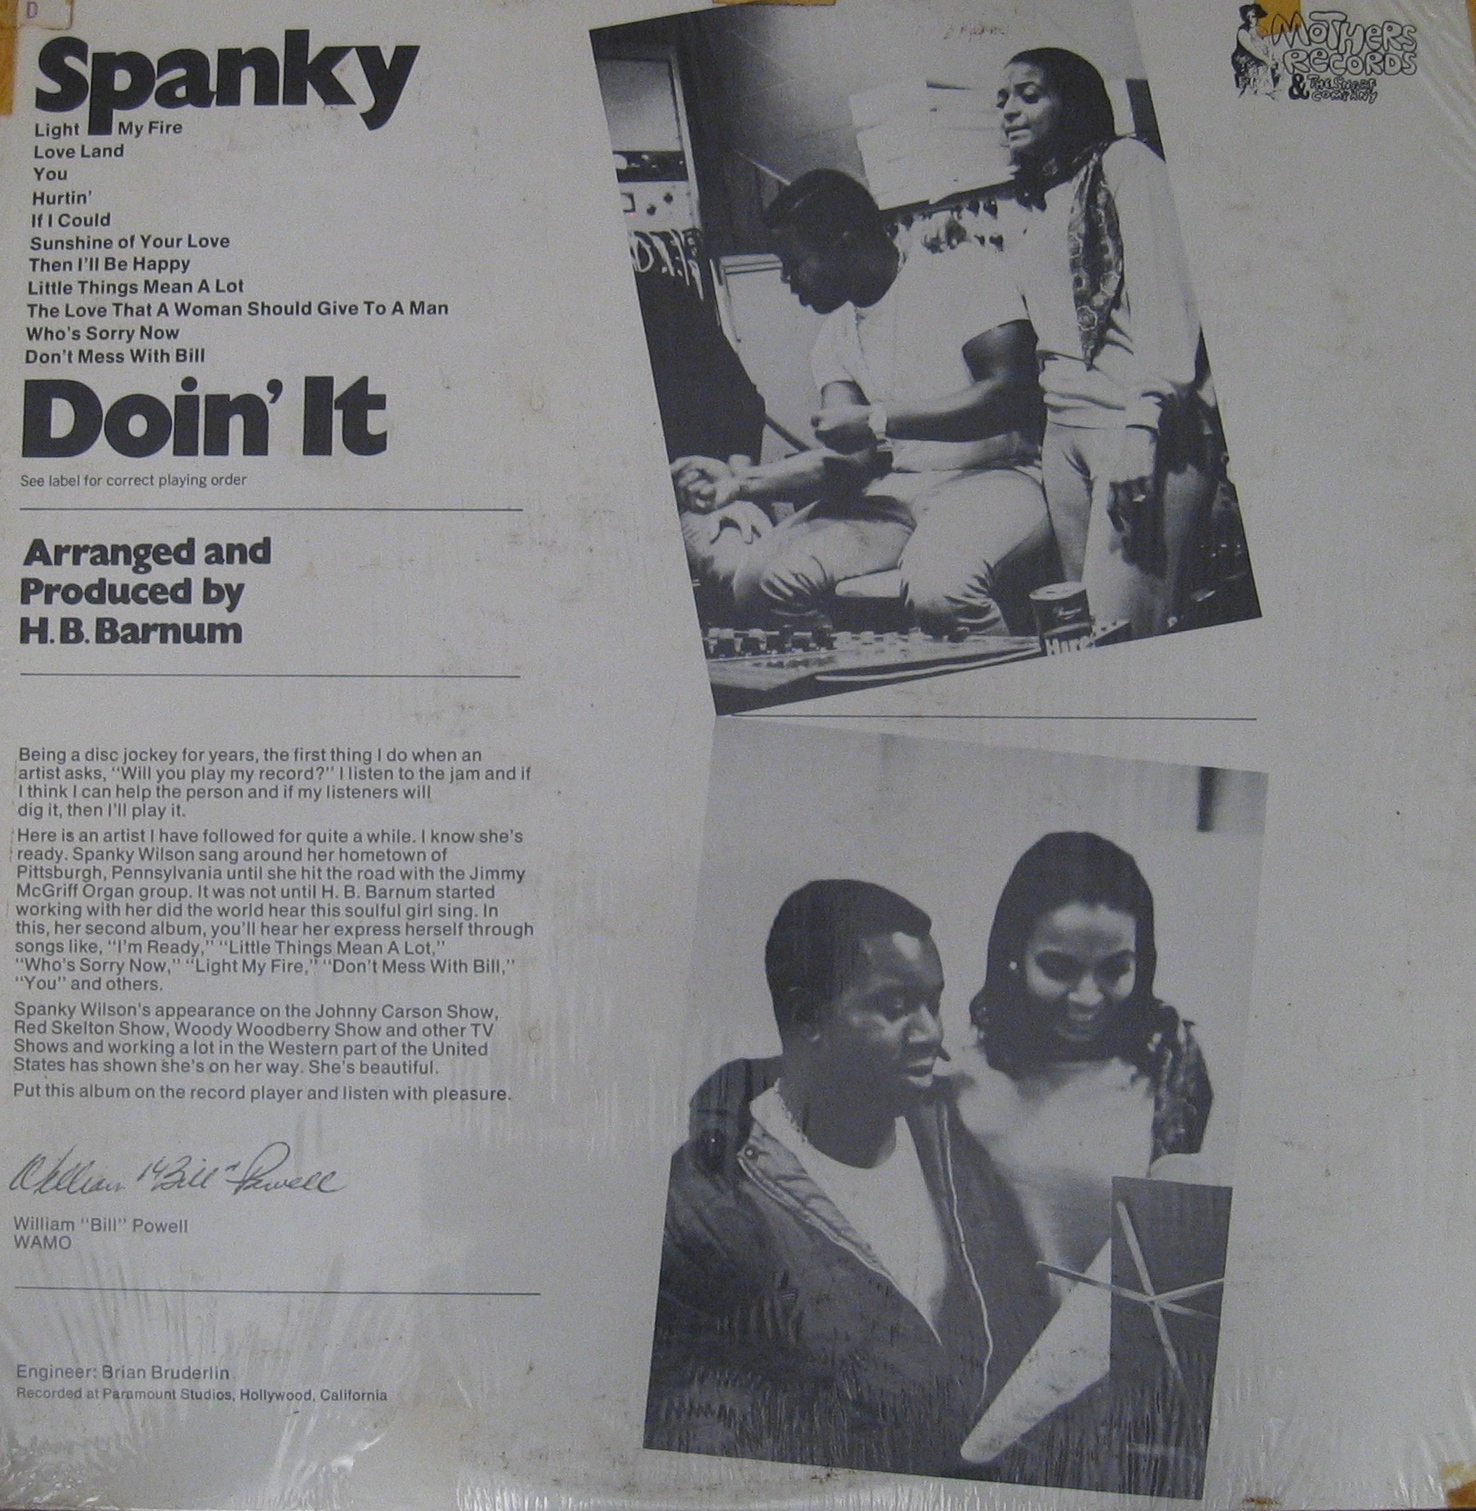 D
Spanky
Light My Fire
Love Land
You
Hurtin'
If I Could
Sunshine of Your Love
Then I'll Be Happy
Little Things Mean A Lot
The Love That A Woman Should Give To A Man
Who's Sorry Now
Don't Mess With Bill
Doin' It
See label for correct playing order
Arranged and
Produced by
H.B. Barnum
Being a disc jockey for years, the first thing I do when an
artist asks, "Will you play my record?" I listen to the jam and if
I think I can help the person and if my listeners will
dig it, then I'll play it.
Here is an artist I have followed for quite a while. I know she's
ready. Spanky Wilson sang around her hometown of
Pittsburgh, Pennsylvania until she hit the road with the Jimmy
McGriff Organ group. It was not until H. B. Barnum started
working with her did the world hear this soulful girl sing. In
this, her second album, you'll hear her express herself through
songs like, "I'm Ready," "Little Things Mean A Lot,"
"Who's Sorry Now," "Light My Fire," "Don't Mess With Bill,"
"You" and others.
Spanky Wilson's appearance on the Johnny Carson Show,
Red Skelton Show, Woody Woodberry Show and other TV
Shows and working a lot in the Western part of the United
States has shown she's on her way. She's beautiful.
Put this album on the record player and listen with pleasure.
William "Bill" Powell
William "Bill" Powell
WAMO
Engineer: Brian Bruderlin
Recorded at Paramount Studios, Hollywood, California
MOTHERS
RECORDS
& THE SNARF
COMPANY